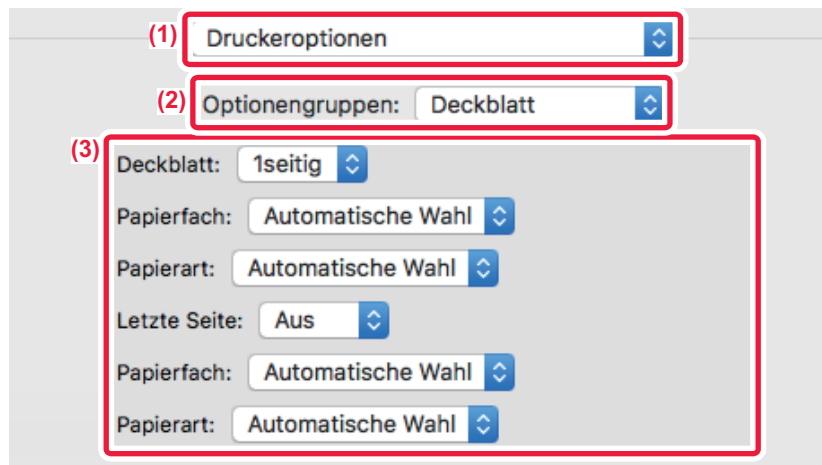 (1) Druckeroptionen
(2) Optionengruppen: Deckblatt
(3)
Deckblatt: 1seitig
Papierfach: Automatische Wahl
Papierart: Automatische Wahl
Letzte Seite: Aus
Papierfach: Automatische Wahl
Papierart: Automatische Wahl